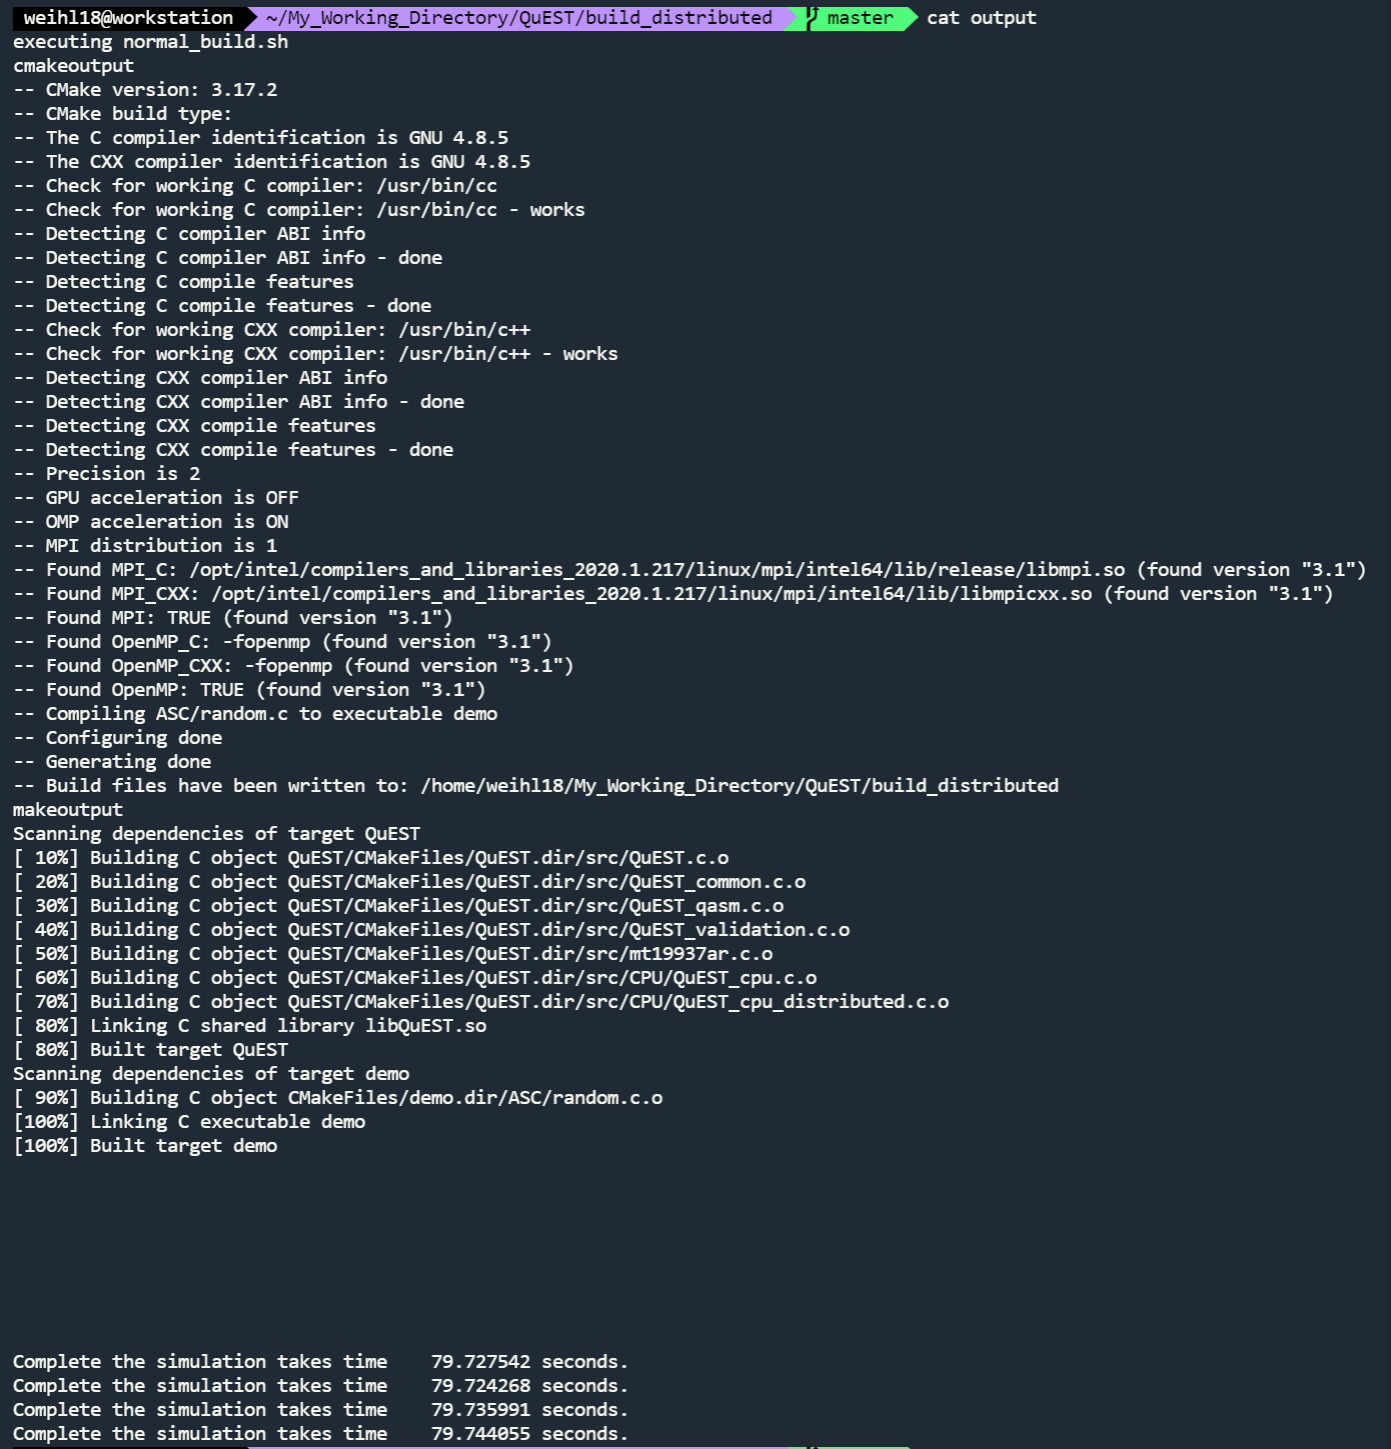 weihl18@workstation ~/My_Working_Directory/QuEST/build_distributed master cat output
executing normal_build.sh
cmakeoutput
-- CMake version: 3.17.2
-- CMake build type:
-- The C compiler identification is GNU 4.8.5
-- The CXX compiler identification is GNU 4.8.5
-- Check for working C compiler: /usr/bin/cc
-- Check for working C compiler: /usr/bin/cc - works
-- Detecting C compiler ABI info
-- Detecting C compiler ABI info - done
-- Detecting C compile features
-- Detecting C compile features - done
-- Check for working CXX compiler: /usr/bin/c++
-- Check for working CXX compiler: /usr/bin/c++ - works
-- Detecting CXX compiler ABI info
-- Detecting CXX compiler ABI info - done
-- Detecting CXX compile features
-- Detecting CXX compile features - done
-- Precision is 2
-- GPU acceleration is OFF
-- OMP acceleration is ON
-- MPI distribution is 1
-- Found MPI_C: /opt/intel/compilers_and_libraries_2020.1.217/linux/mpi/intel64/lib/release/libmpi.so (found version "3.1")
-- Found MPI_CXX: /opt/intel/compilers_and_libraries_2020.1.217/linux/mpi/intel64/lib/libmpicxx.so (found version "3.1")
-- Found MPI: TRUE (found version "3.1")
-- Found OpenMP_C: -fopenmp (found version "3.1")
-- Found OpenMP_CXX: -fopenmp (found version "3.1")
-- Found OpenMP: TRUE (found version "3.1")
-- Compiling ASC/random.c to executable demo
-- Configuring done
-- Generating done
-- Build files have been written to: /home/weihl18/My_Working_Directory/QuEST/build_distributed
makeoutput
Scanning dependencies of target QuEST
[ 10%] Building C object QuEST/CMakeFiles/QuEST.dir/src/QuEST.c.o
[ 20%] Building C object QuEST/CMakeFiles/QuEST.dir/src/QuEST_common.c.o
[ 30%] Building C object QuEST/CMakeFiles/QuEST.dir/src/QuEST_qasm.c.o
[ 40%] Building C object QuEST/CMakeFiles/QuEST.dir/src/QuEST_validation.c.o
[ 50%] Building C object QuEST/CMakeFiles/QuEST.dir/src/mt19937ar.c.o
[ 60%] Building C object QuEST/CMakeFiles/QuEST.dir/src/CPU/QuEST_cpu.c.o
[ 70%] Building C object QuEST/CMakeFiles/QuEST.dir/src/CPU/QuEST_cpu_distributed.c.o
[ 80%] Linking C shared library libQuEST.so
[ 80%] Built target QuEST
Scanning dependencies of target demo
[ 90%] Building C object CMakeFiles/demo.dir/ASC/random.c.o
[100%] Linking C executable demo
[100%] Built target demo
Complete the simulation takes time    79.727542 seconds.
Complete the simulation takes time    79.724268 seconds.
Complete the simulation takes time    79.735991 seconds.
Complete the simulation takes time    79.744055 seconds.